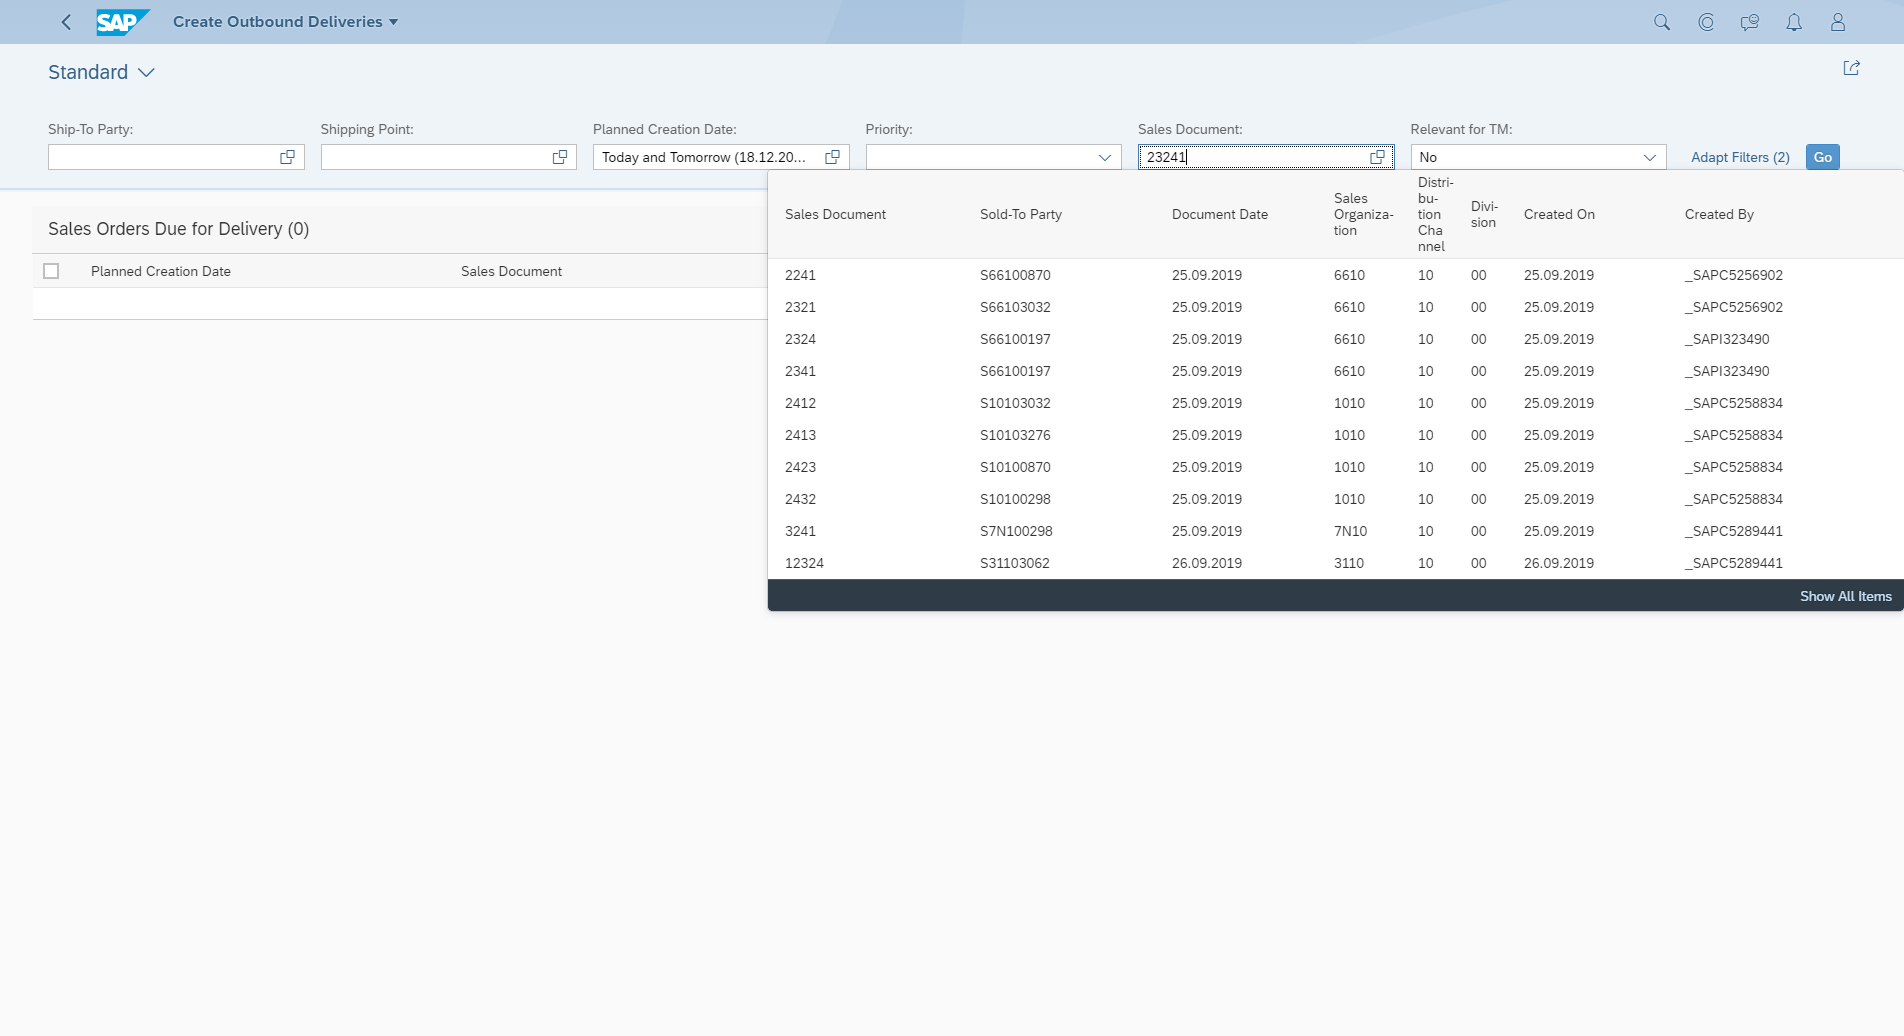 SAP Create Outbound Deliveries
Standard
Ship-To Party:
Shipping Point:
Planned Creation Date:
Today and Tomorrow (18.12.20...
Priority:
Sales Document:
23241
Relevant for TM:
No
Adapt Filters (2)
Go
Sales Orders Due for Delivery (0)
Planned Creation Date Sales Document
Sales Document Sold-To Party Document Date
Sales
Organiza-
tion
Distri-
bu-
tion
Cha
nnel
Divi-
sion
Created On Created By
2241 S66100870 25.09.2019 6610 10 00 25.09.2019 _SAPC5256902
2321 S66103032 25.09.2019 6610 10 00 25.09.2019 _SAPC5256902
2324 S66100197 25.09.2019 6610 10 00 25.09.2019 _SAPI323490
2341 S66100197 25.09.2019 6610 10 00 25.09.2019 _SAPI323490
2412 S10103032 25.09.2019 1010 10 00 25.09.2019 _SAPC5258834
2413 S10103276 25.09.2019 1010 10 00 25.09.2019 _SAPC5258834
2423 S10100870 25.09.2019 1010 10 00 25.09.2019 _SAPC5258834
2432 S10100298 25.09.2019 1010 10 00 25.09.2019 _SAPC5258834
3241 S7N100298 25.09.2019 7N10 10 00 25.09.2019 _SAPC5289441
12324 S31103062 26.09.2019 3110 10 00 26.09.2019 _SAPC5289441
Show All Items